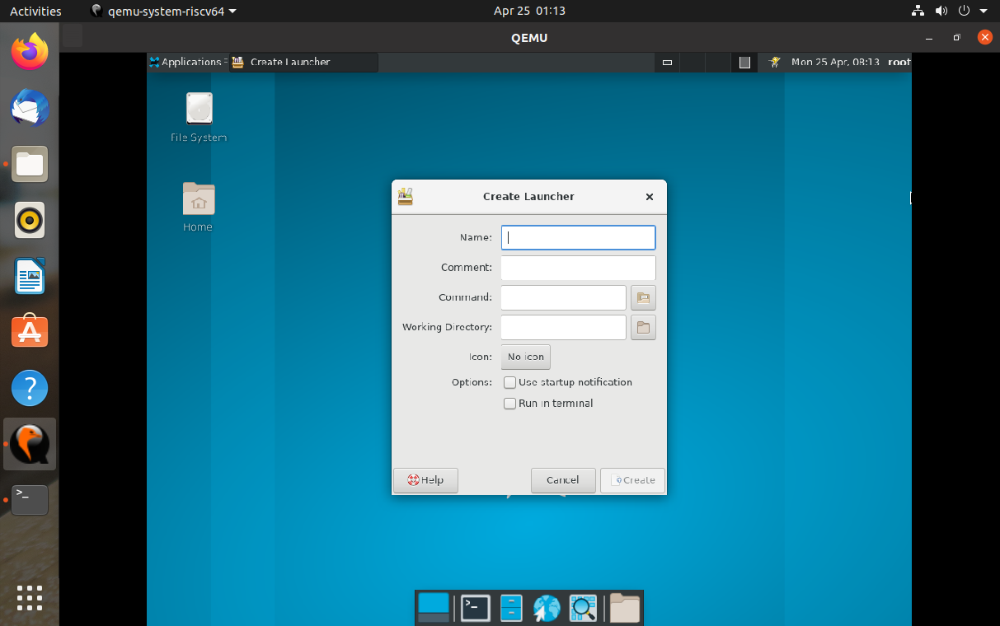 Activities qemu-system-riscv64 Apr 25 01:13
QEMU
Applications Create Launcher Mon 25 Apr, 08:13 root
File System
Home
Create Launcher
Name:
Comment:
Command:
Working Directory:
Icon: No icon
Options: Use startup notification
Run in terminal
Help Cancel Create